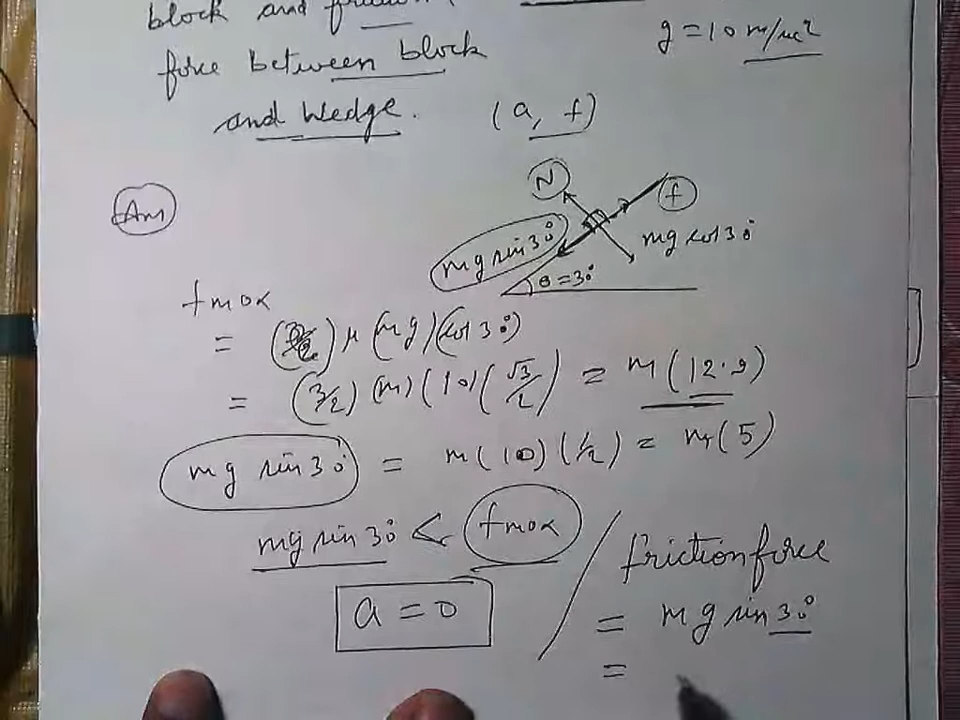 block and friction
force between block
and wedge. (a, f)
g = 10 m/sec²
Ans
N
f
mg sin 30°
mg cos 30°
θ = 30°
fmax
= μ (mg) (cos 30°)
= (3/2) (m) (10) (√3/2) = m (12.9)
mg sin 30° = m (10) (1/2) = m (5)
mg sin 30° < fmax
a = 0
friction force
= mg sin 30°
=